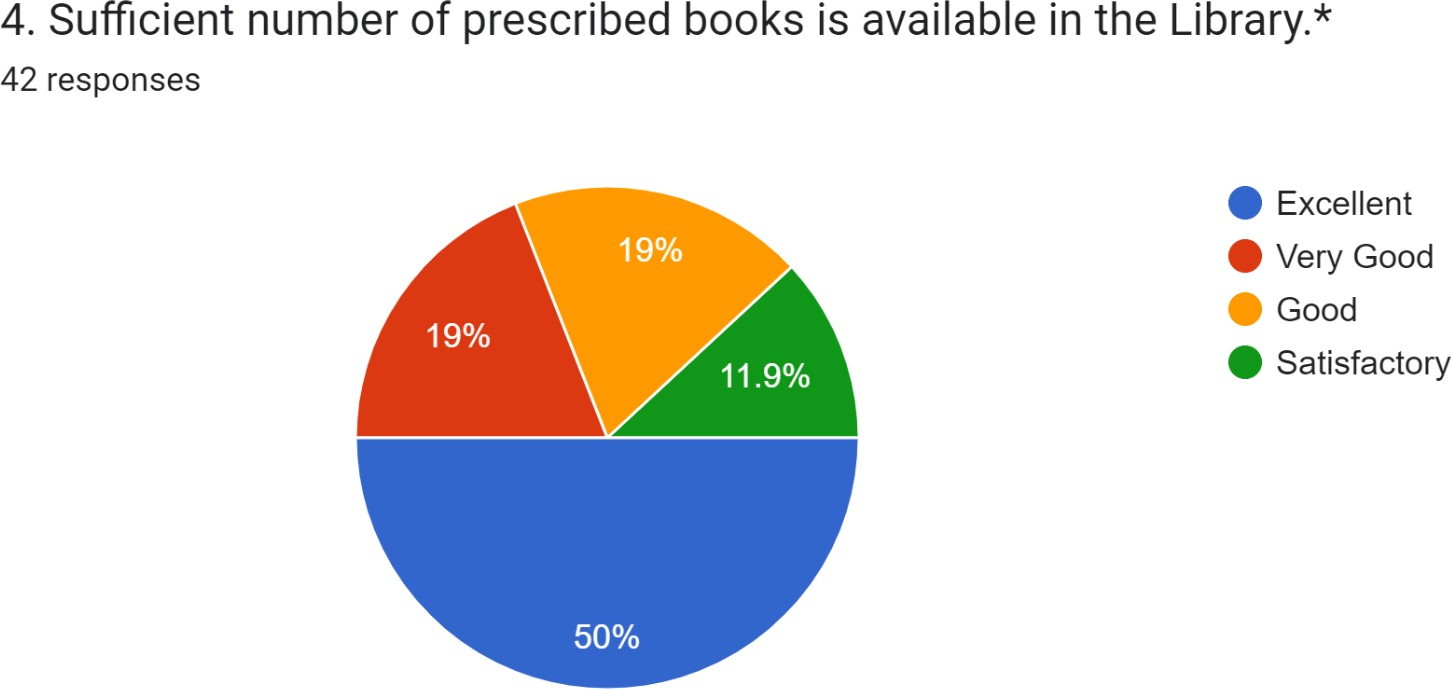 4. Sufficient number of prescribed books is available in the Library.*
42 responses
19%
19%
11.9%
50%
Excellent
Very Good
Good
Satisfactory